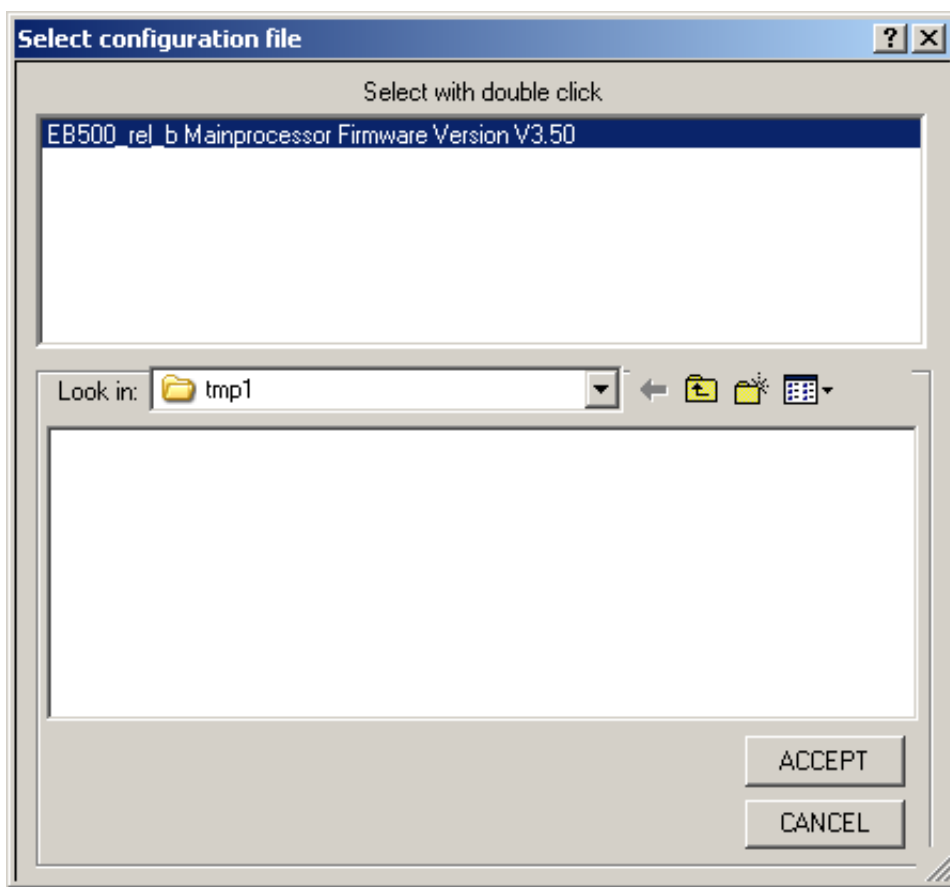 Select configuration file
Select with double click
EB500_rel_b Mainprocessor Firmware Version V3.50
Look in: tmp1
ACCEPT
CANCEL